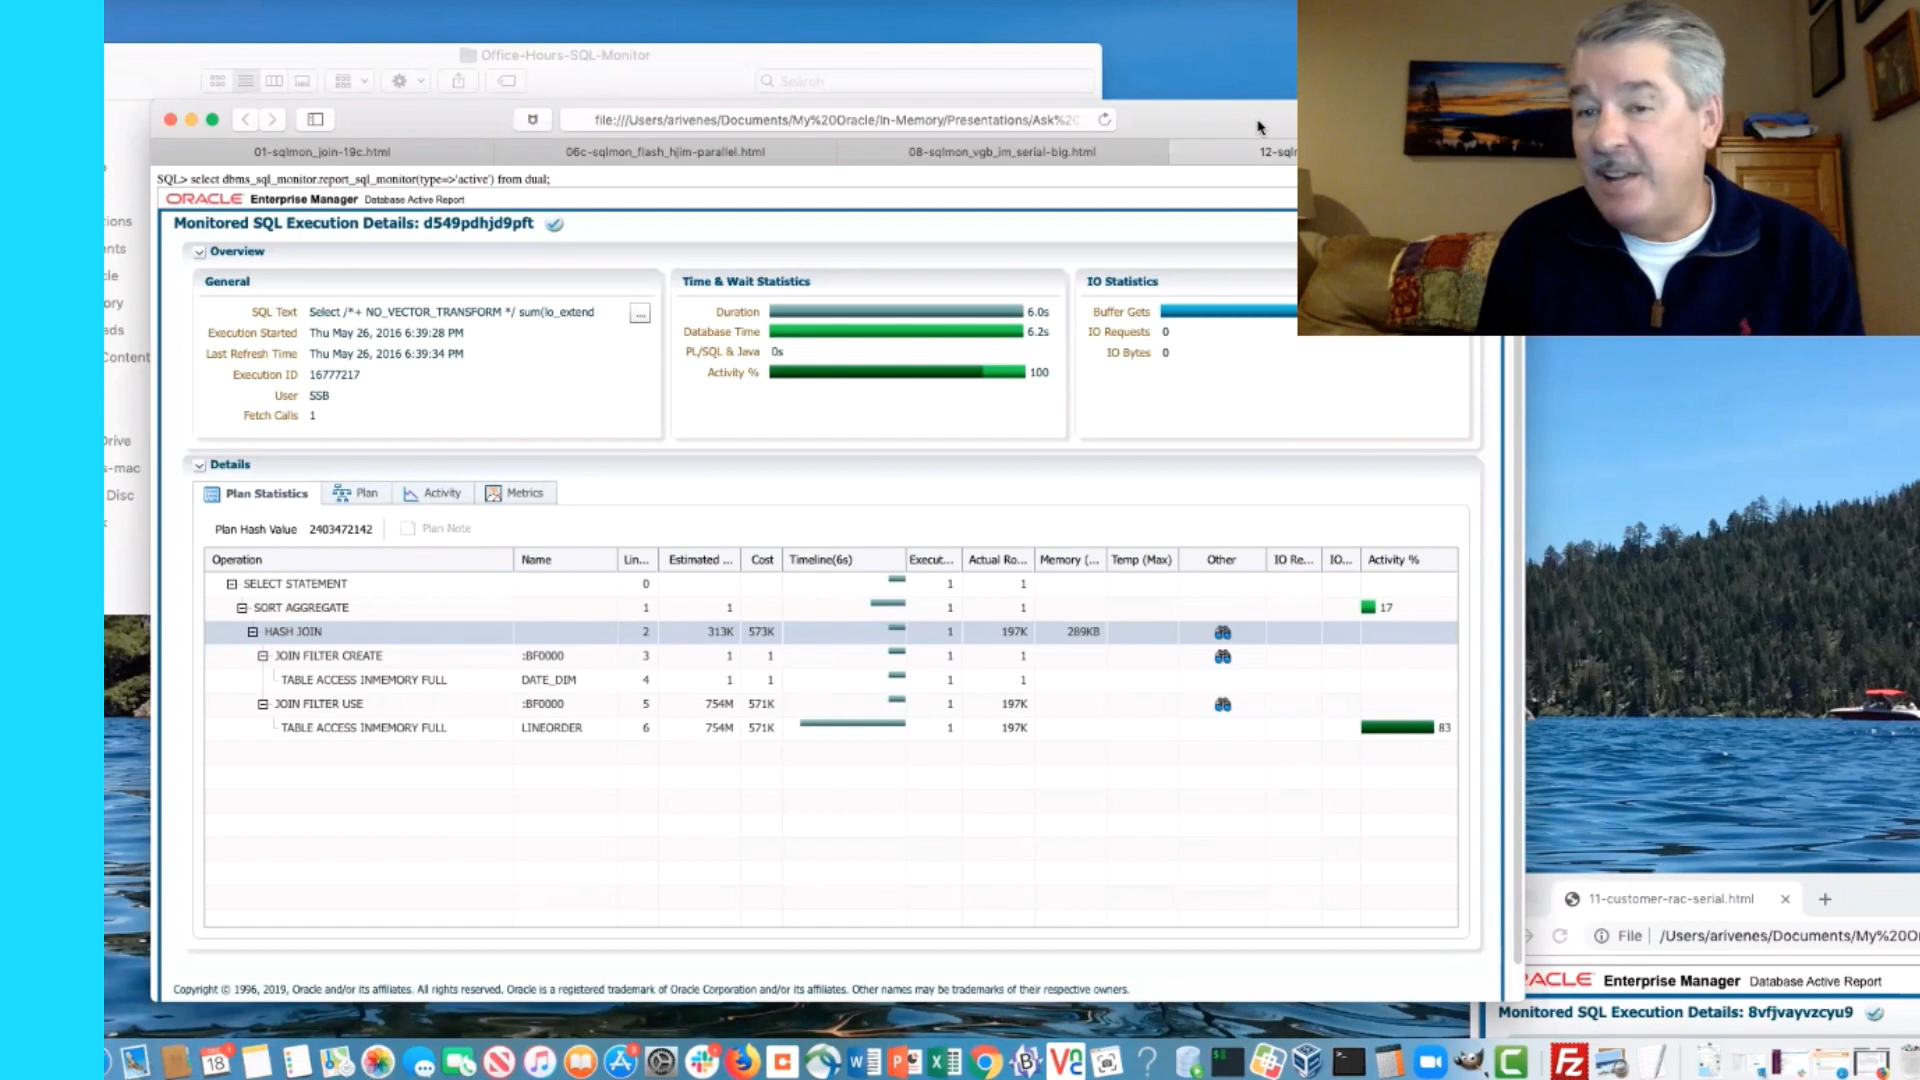 Office-Hours-SQL-Monitor
Search
file:///Users/arivenes/Documents/My%20Oracle/In-Memory/Presentations/Ask%2C
01-sqlmon_join-19c.html
06c-sqlmon_flash_hjim-parallel.html
08-sqlmon_vgb_im_serial-big.html
12-sqlm
SQL> select dbms_sql_monitor.report_sql_monitor(type=>'active') from dual;
ORACLE Enterprise Manager Database Active Report
Monitored SQL Execution Details: d549pdhjd9pft
Overview
General
SQL Text Select /*+ NO_VECTOR_TRANSFORM */ sum(lo_extend ...
Execution Started Thu May 26, 2016 6:39:28 PM
Last Refresh Time Thu May 26, 2016 6:39:34 PM
Execution ID 16777217
User SSB
Fetch Calls 1
Time & Wait Statistics
Duration 6.0s
Database Time 6.2s
PL/SQL & Java 0s
Activity % 100
IO Statistics
Buffer Gets
IO Requests 0
IO Bytes 0
Details
Plan Statistics Plan Activity Metrics
Plan Hash Value 2403472142 Plan Note
Operation Name Lin... Estimated ... Cost Timeline(6s) Execut... Actual Ro... Memory (... Temp (Max) Other IO Re... IO... Activity %
SELECT STATEMENT 0 1 1
SORT AGGREGATE 1 1 1 1 17
HASH JOIN 2 313K 573K 1 197K 289KB
JOIN FILTER CREATE :BF0000 3 1 1 1 1
TABLE ACCESS INMEMORY FULL DATE_DIM 4 1 1 1 1
JOIN FILTER USE :BF0000 5 754M 571K 1 197K
TABLE ACCESS INMEMORY FULL LINEORDER 6 754M 571K 1 197K 83
Copyright © 1996, 2019, Oracle and/or its affiliates. All rights reserved. Oracle is a registered trademark of Oracle Corporation and/or its affiliates. Other names may be trademarks of their respective owners.
Drive
s-mac
Disc
11-customer-rac-serial.html
File /Users/arivenes/Documents/My%20O
ACLE Enterprise Manager Database Active Report
Monitored SQL Execution Details: 8vfjvayvzcyu9
18